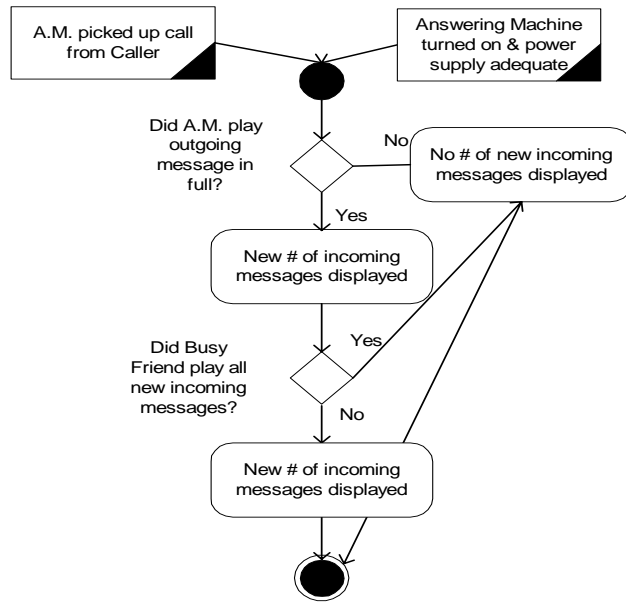 A.M. picked up call
from Caller
Answering Machine
turned on & power
supply adequate
Did A.M. play
outgoing
message in
full?
No
No # of new incoming
messages displayed
Yes
New # of incoming
messages displayed
Yes
Did Busy
Friend play all
new incoming
messages?
No
New # of incoming
messages displayed